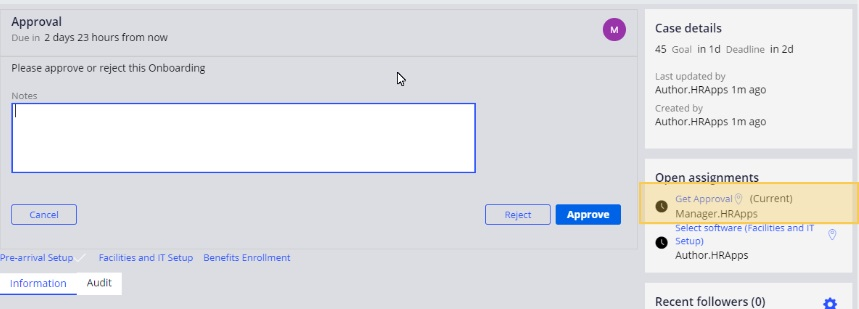 Approval
Due in 2 days 23 hours from now
M
Please approve or reject this Onboarding
Notes
Cancel
Reject
Approve
Pre-arrival Setup
Facilities and IT Setup
Benefits Enrollment
Information
Audit
Case details
45 Goal in 1d Deadline in 2d
Last updated by
Author.HRApps 1m ago
Created by
Author.HRApps 1m ago
Open assignments
Get Approval (Current)
Manager.HRApps
Select software (Facilities and IT
Setup)
Author.HRApps
Recent followers (0)